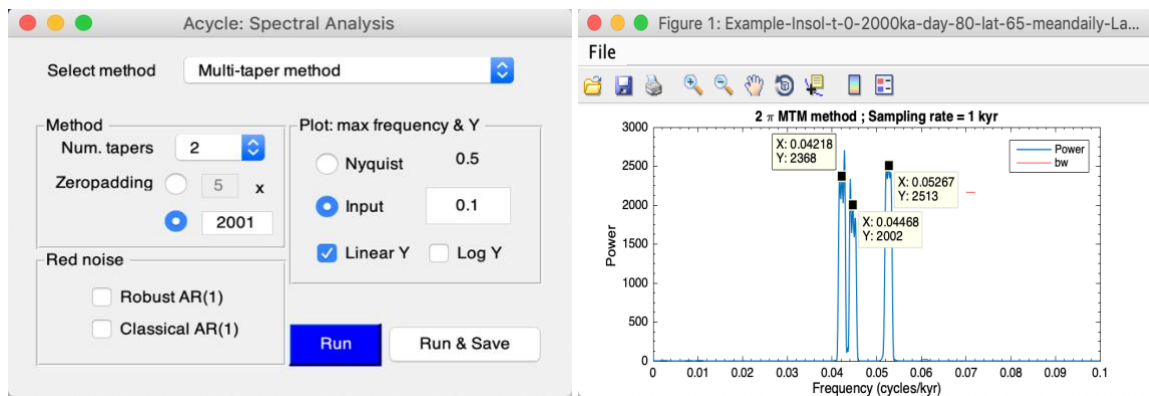 Acycle: Spectral Analysis
Select method Multi-taper method
Method
Num. tapers 2
Zeropadding 5 x
2001
Plot: max frequency & Y
Nyquist 0.5
Input 0.1
Linear Y Log Y
Red noise
Robust AR(1)
Classical AR(1)
Run Run & Save
Figure 1: Example-Insol-t-0-2000ka-day-80-lat-65-meandaily-La...
File
2 π MTM method ; Sampling rate = 1 kyr
Power
bw
X: 0.04218
Y: 2368
X: 0.05267
Y: 2513
X: 0.04468
Y: 2002
Power
3000
2500
2000
1500
1000
500
0
0 0.01 0.02 0.03 0.04 0.05 0.06 0.07 0.08 0.09 0.1
Frequency (cycles/kyr)